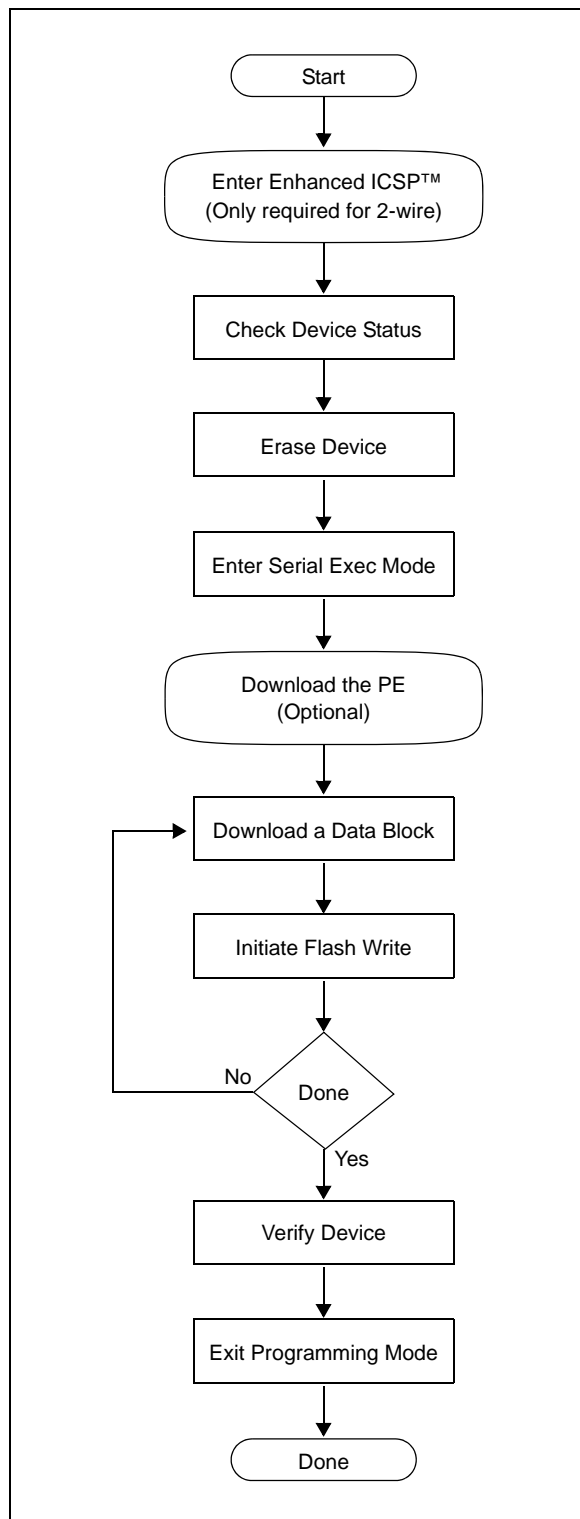 Start
Enter Enhanced ICSP™
(Only required for 2-wire)
Check Device Status
Erase Device
Enter Serial Exec Mode
Download the PE
(Optional)
Download a Data Block
Initiate Flash Write
No
Done
Yes
Verify Device
Exit Programming Mode
Done